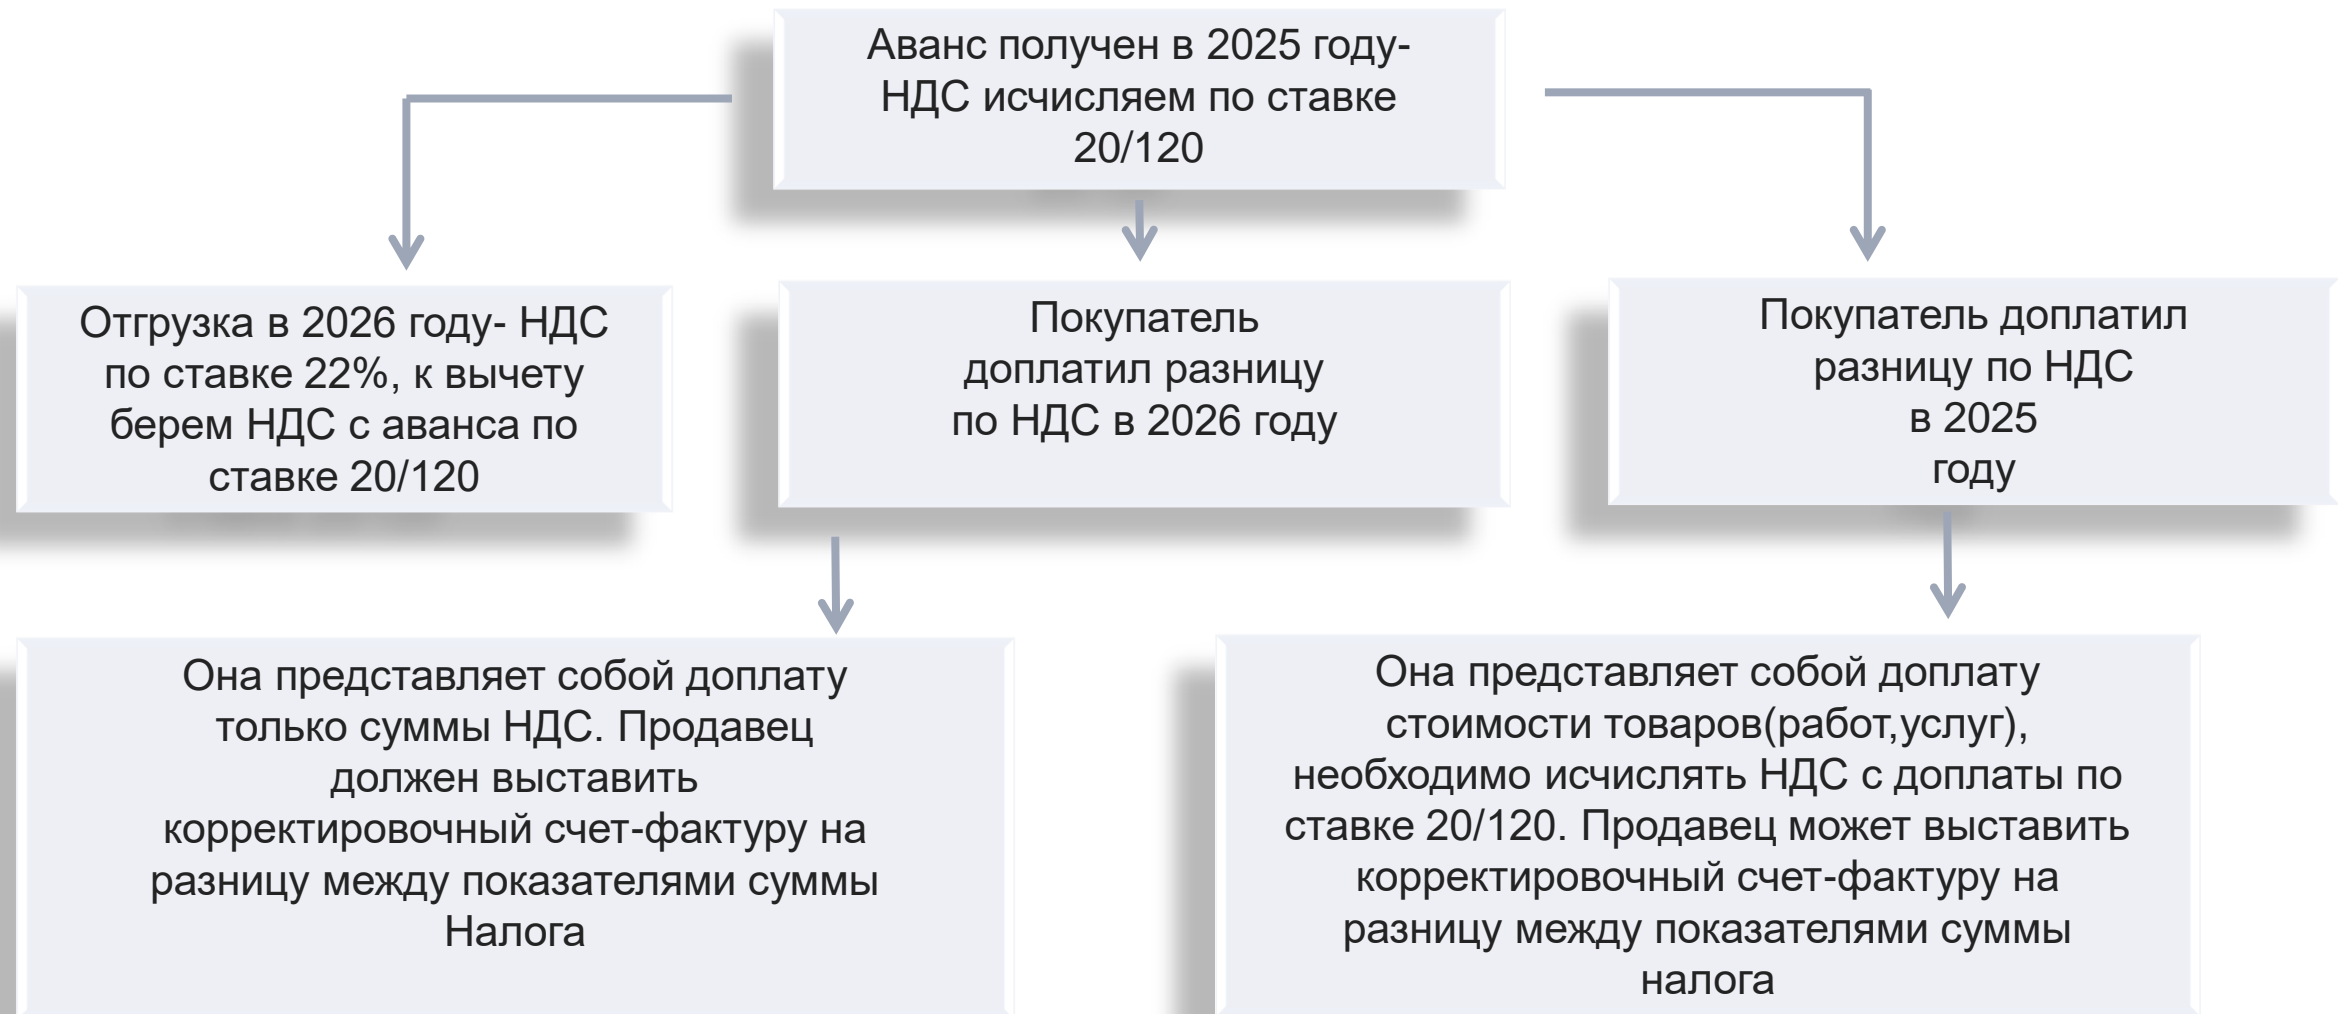 Аванс получен в 2025 году-
НДС исчисляем по ставке
20/120
Отгрузка в 2026 году- НДС
по ставке 22%, к вычету
берем НДС с аванса по
ставке 20/120
Покупатель
доплатил разницу
по НДС в 2026 году
Покупатель доплатил
разницу по НДС
в 2025
году
Она представляет собой доплату
только суммы НДС. Продавец
должен выставить
корректировочный счет-фактуру на
разницу между показателями суммы
Налога
Она представляет собой доплату
стоимости товаров(работ,услуг),
необходимо исчислять НДС с доплаты по
ставке 20/120. Продавец может выставить
корректировочный счет-фактуру на
разницу между показателями суммы
налога